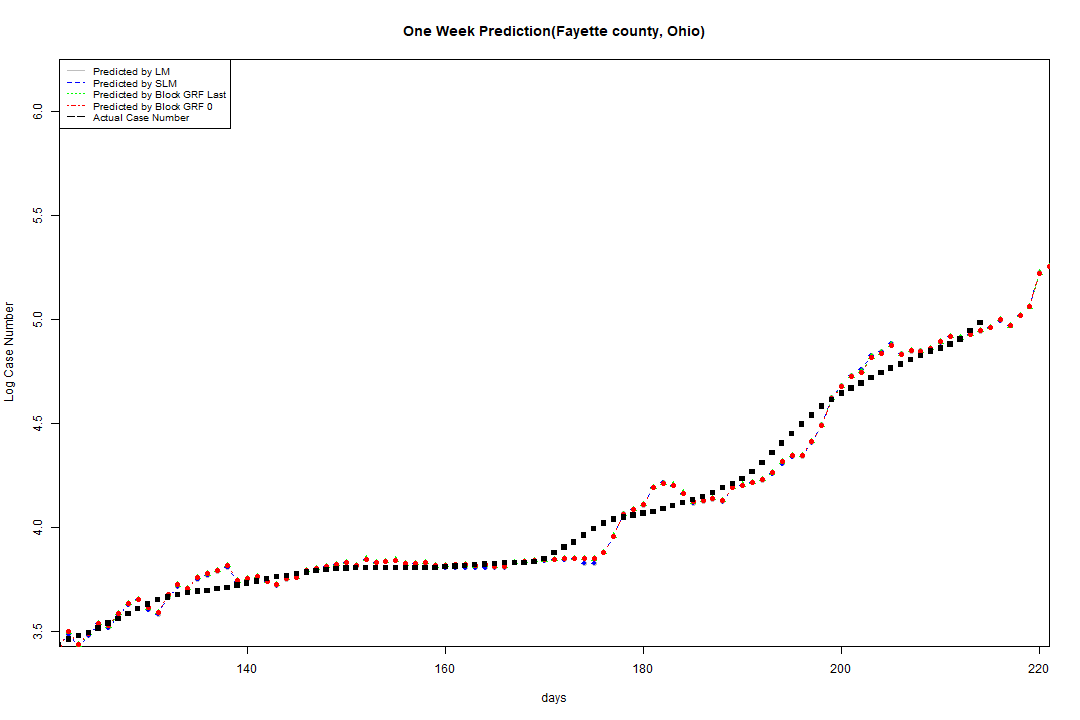 One Week Prediction(Fayette county, Ohio)
Predicted by LM
Predicted by SLM
Predicted by Block GRF Last
Predicted by Block GRF 0
Actual Case Number
6.0
5.5
5.0
4.5
4.0
3.5
Log Case Number
140 160 180 200 220
days